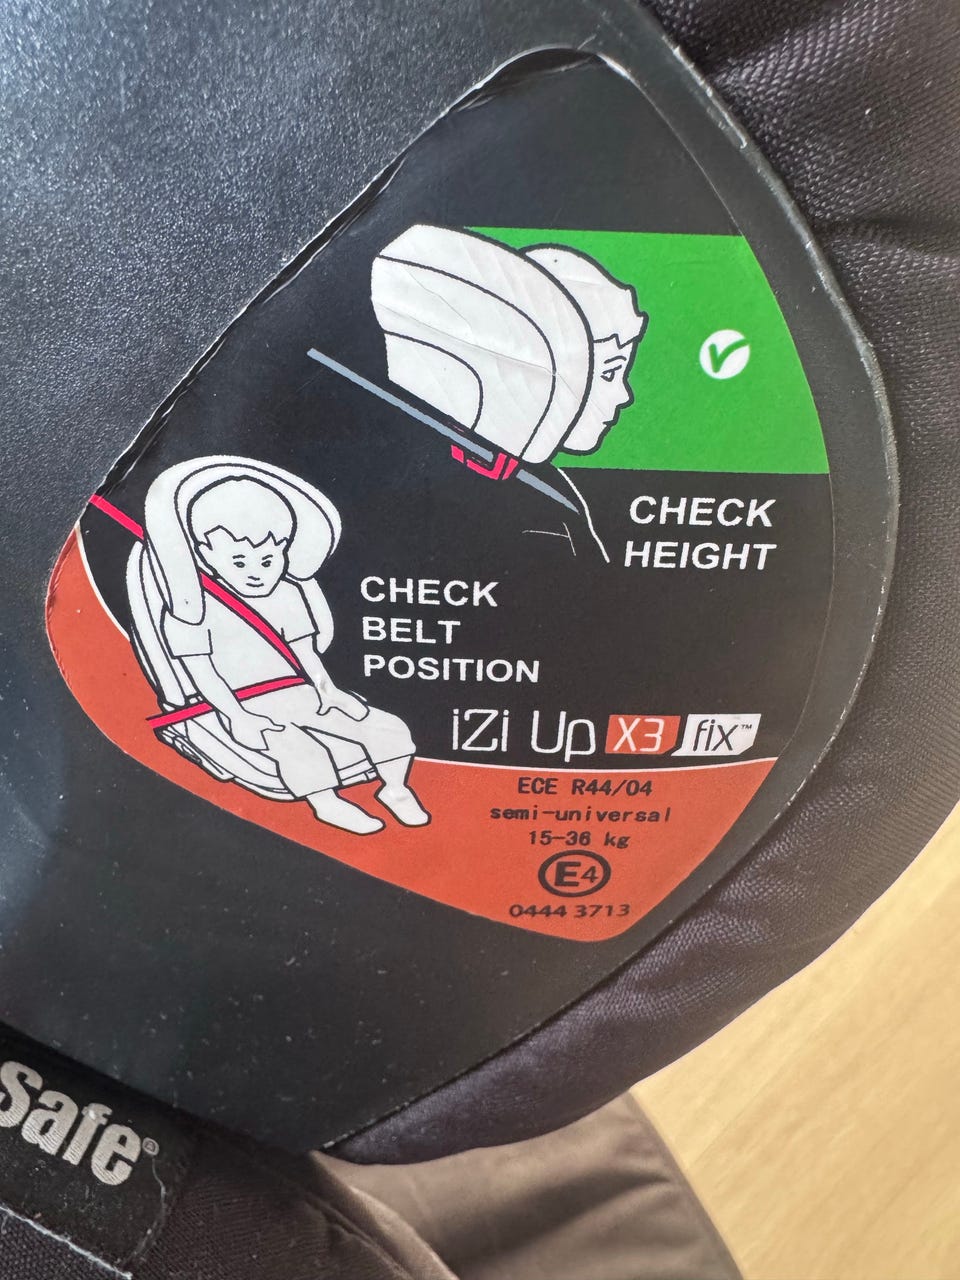 CHECK
HEIGHT
CHECK
BELT
POSITION
iZi Up X3 fix™
ECE R44/04
semi-universal
15-36 kg
E4
0444 3713
Safe®